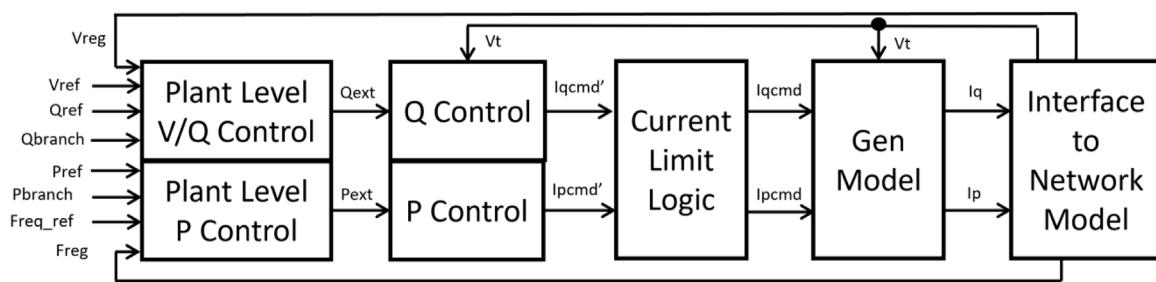 Vreg
Vt
Vt
Vref
Qref
Qbranch
Pref
Pbranch
Freq_ref
Freg
Plant Level
V/Q Control
Plant Level
P Control
Qext
Pext
Q Control
P Control
Iqcmd’
Ipcmd’
Current
Limit
Logic
Iqcmd
Ipcmd
Gen
Model
Iq
Ip
Interface
to
Network
Model